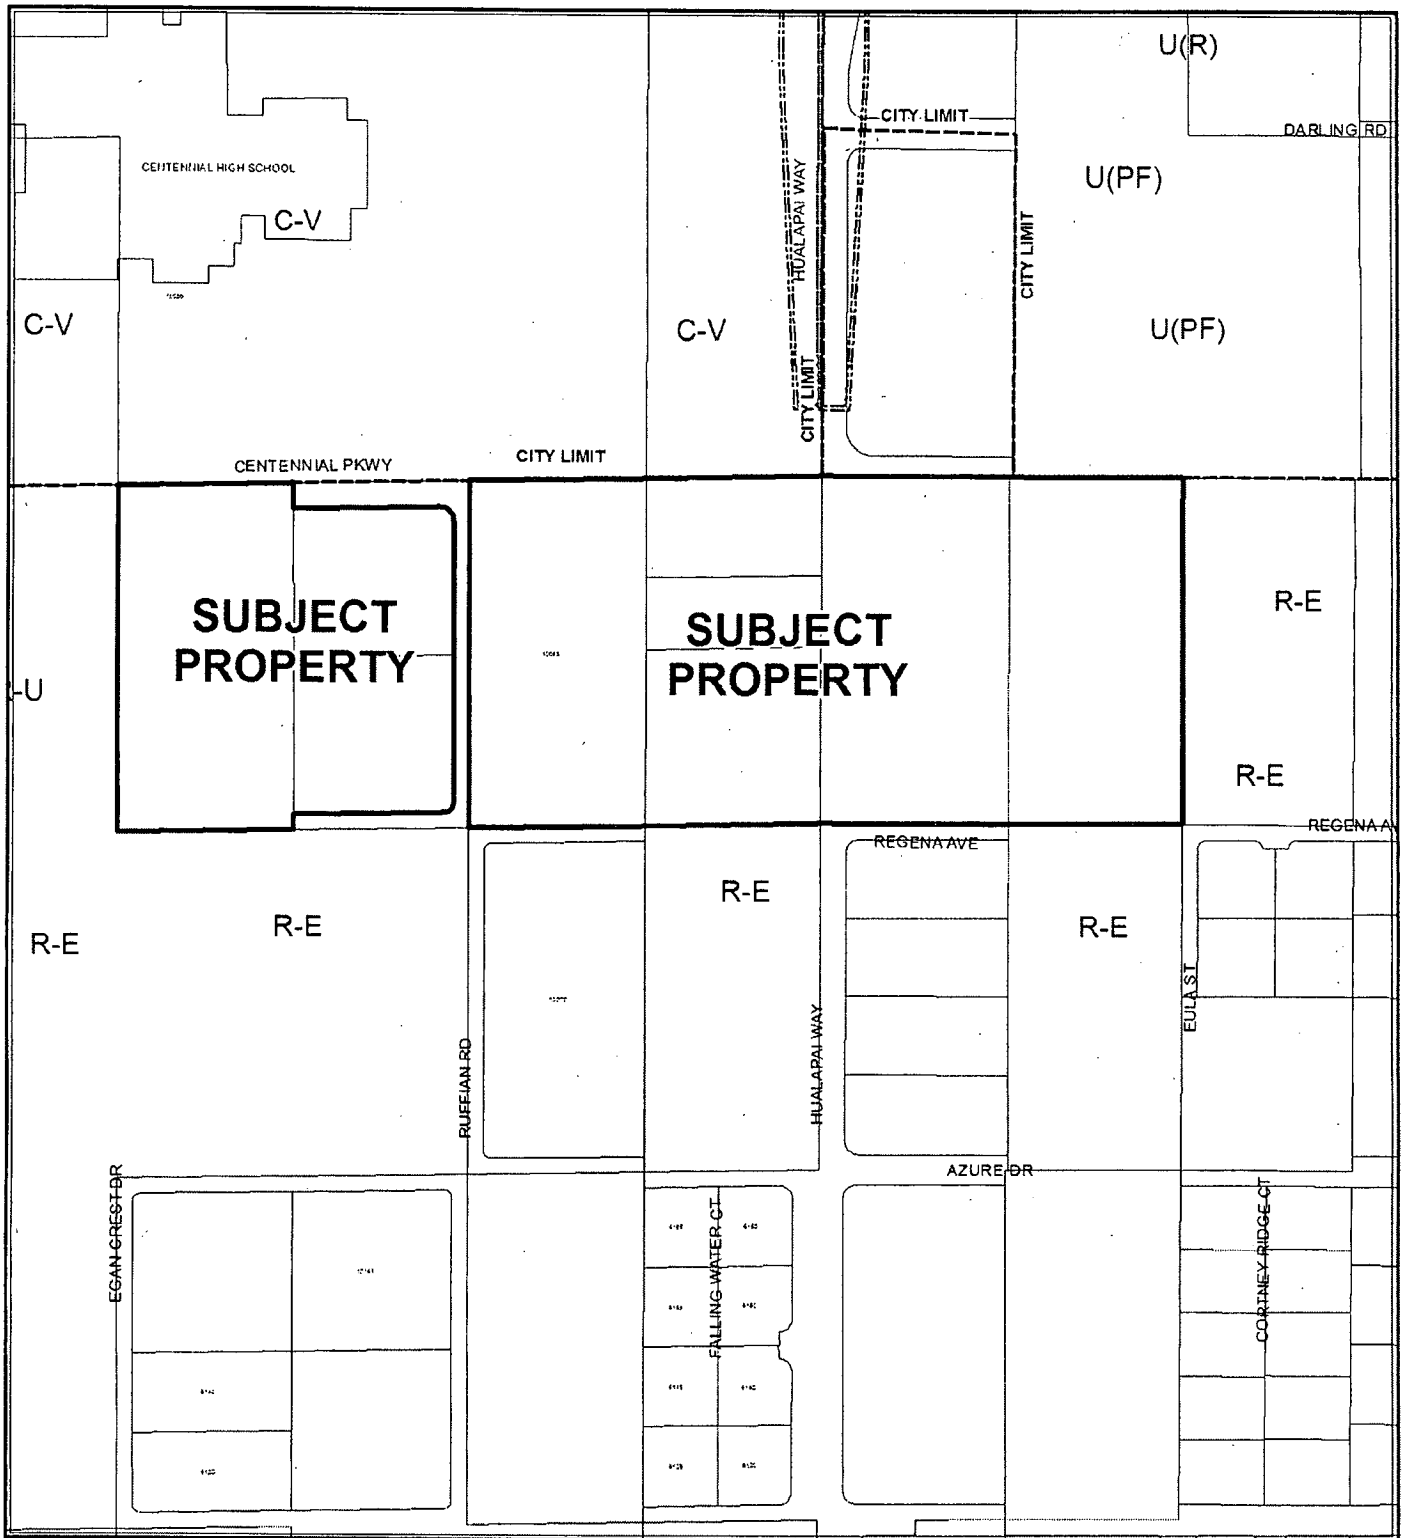 U(R)
CITY LIMIT
DARLING RD
CENTENNIAL HIGH SCHOOL
C-V
U(PF)
HUALAPAI WAY
CITY LIMIT
C-V
C-V
U(PF)
CITY LIMIT
CENTENNIAL PKWY
CITY LIMIT
SUBJECT
PROPERTY
SUBJECT
PROPERTY
R-E
-U
R-E
REGENA AVE
REGENA A
R-E
R-E
R-E
R-E
EULA ST
RUFFIAN RD
HUALAPAI WAY
AZURE DR
EGAN CREST DR
FALLING WATER CT
CORTNEY RIDGE CT